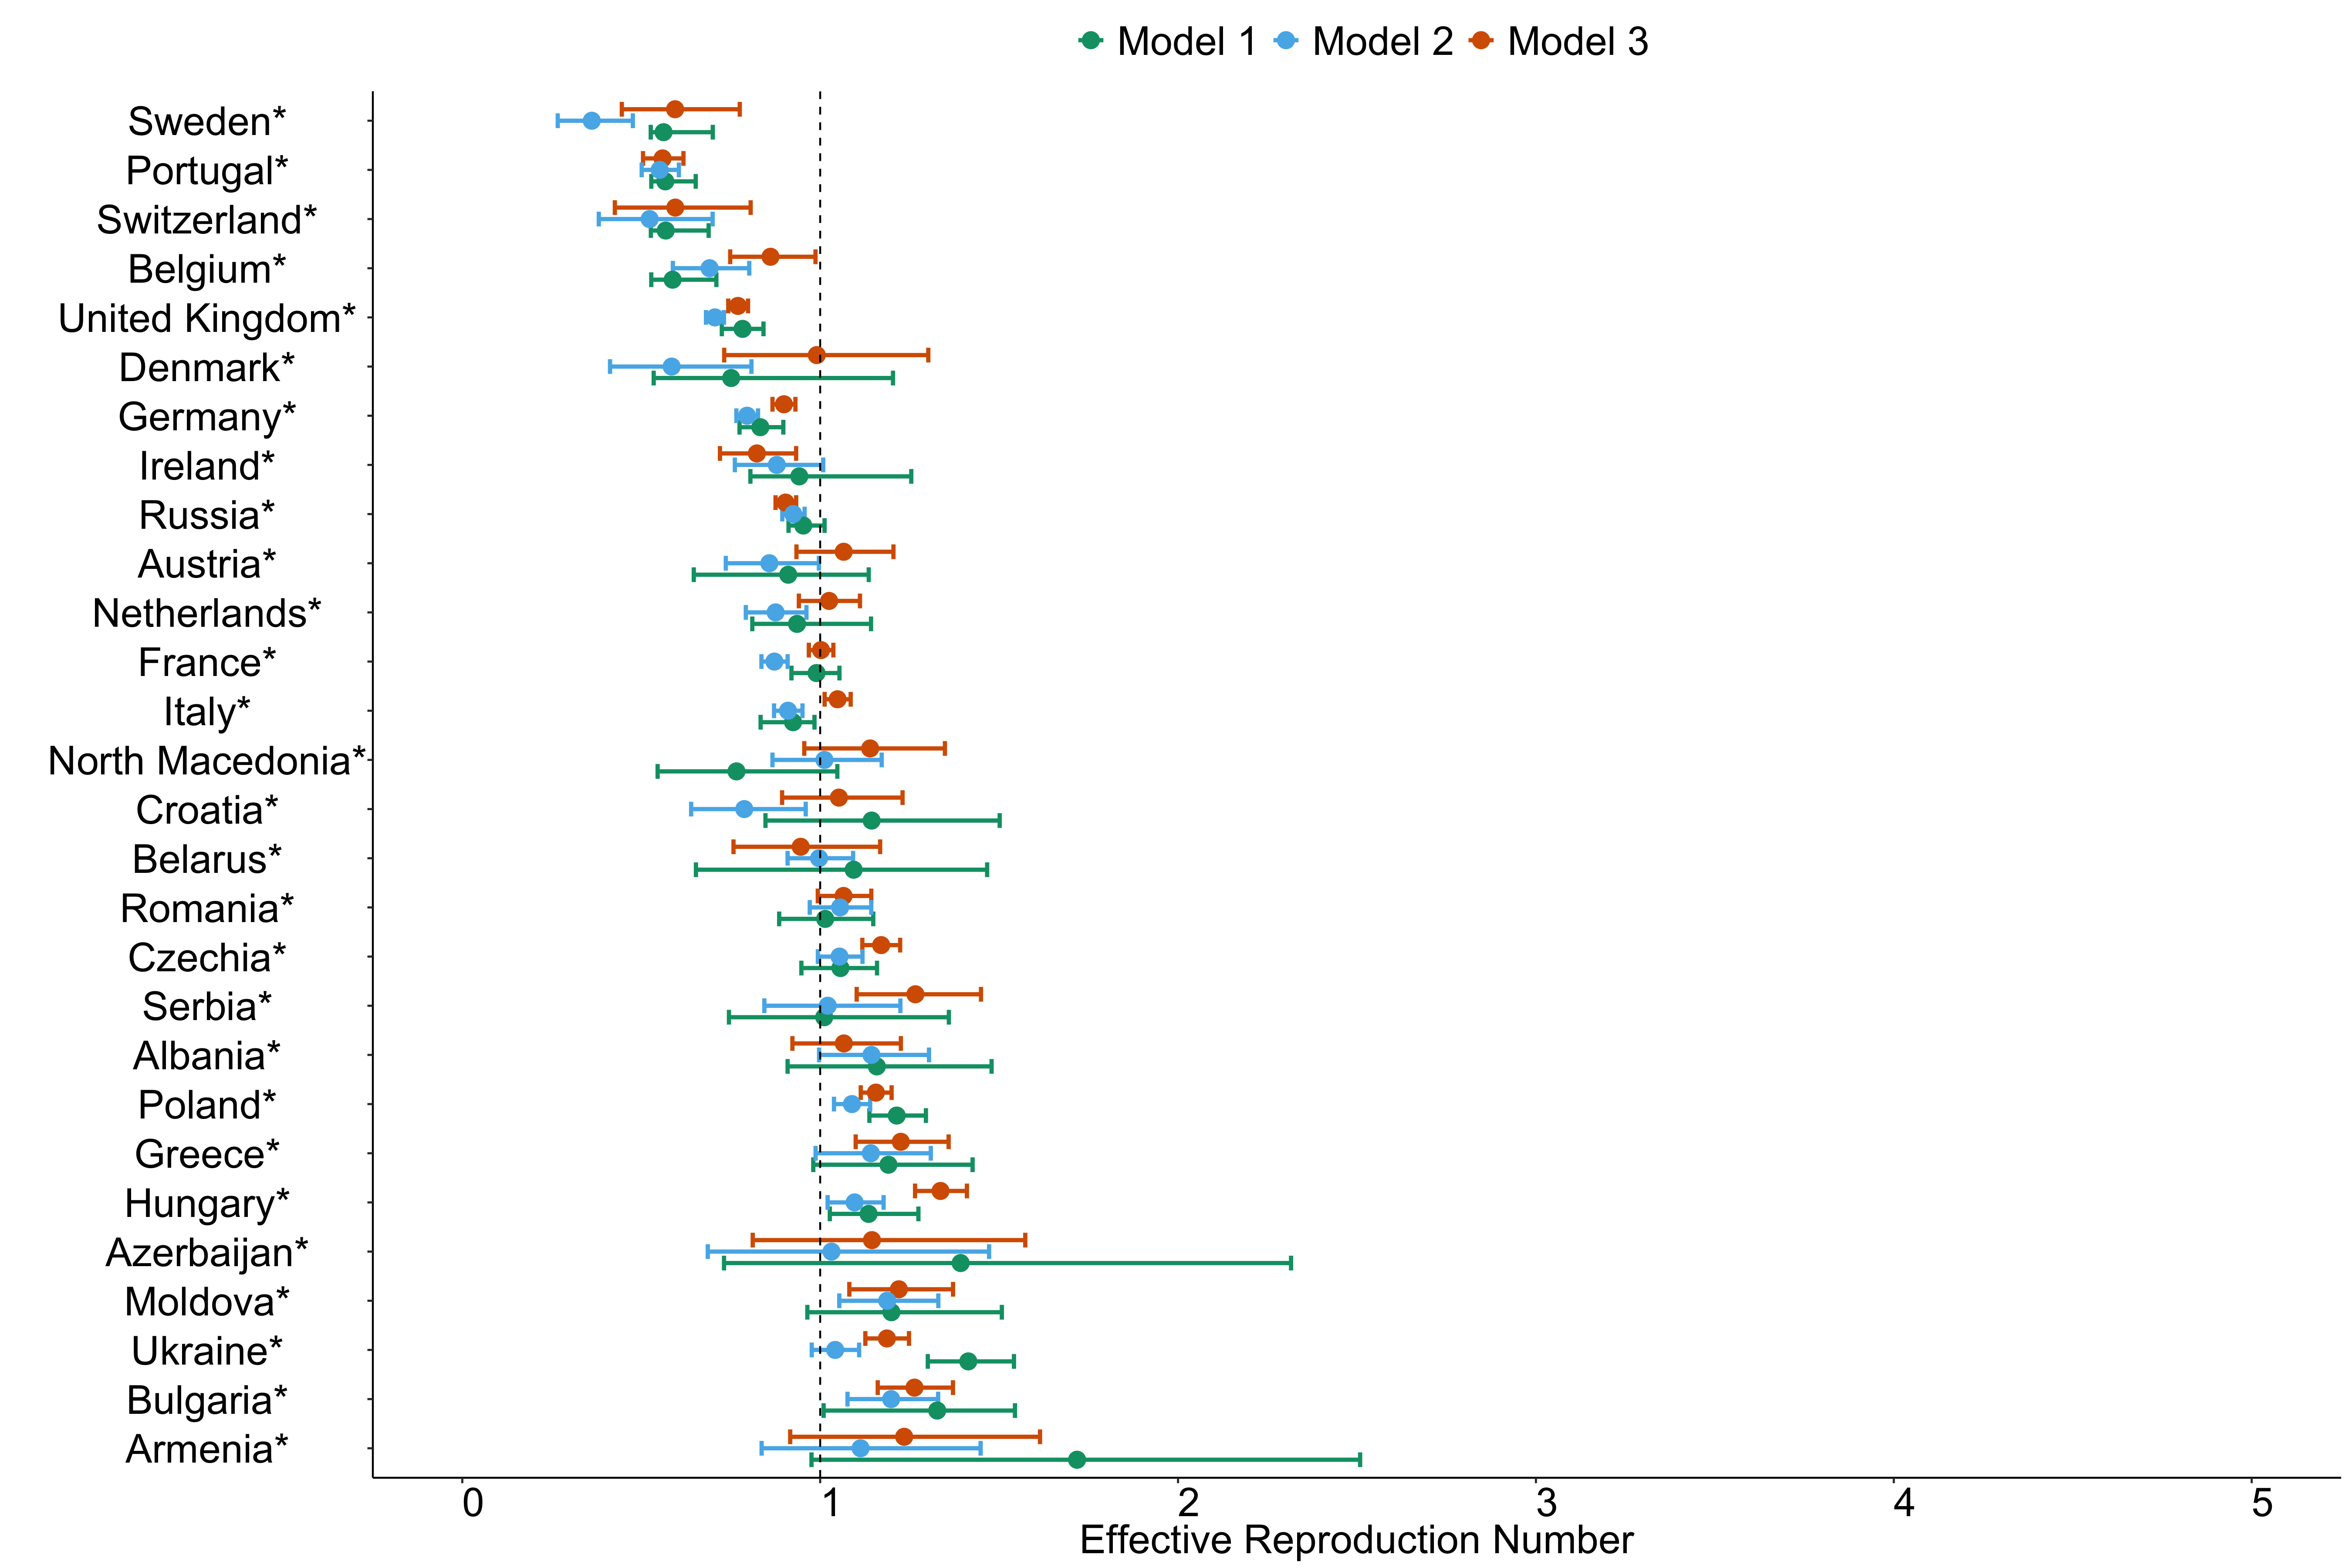 Model 1 Model 2 Model 3
Sweden*
Portugal*
Switzerland*
Belgium*
United Kingdom*
Denmark*
Germany*
Ireland*
Russia*
Austria*
Netherlands*
France*
Italy*
North Macedonia*
Croatia*
Belarus*
Romania*
Czechia*
Serbia*
Albania*
Poland*
Greece*
Hungary*
Azerbaijan*
Moldova*
Ukraine*
Bulgaria*
Armenia*
0 1 2 3 4 5
Effective Reproduction Number